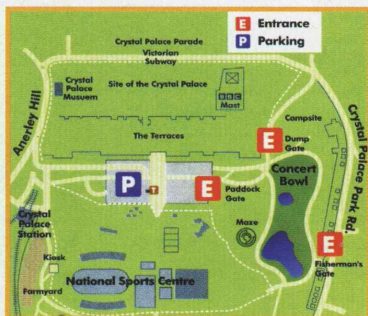 E Entrance
P Parking
Crystal Palace Parade
Victorian
Subway
Crystal
Palace
Musuem
Site of the Crystal Palace
BBC
Mast
Anerley Hill
Campsite
Crystal Palace Park Rd.
The Terraces
E
Dump
Gate
Concert
Bowl
P
E
Paddock
Gate
Crystal
Palace
Station
Maze
E
Fisherman's
Gate
Kiosk
National Sports Centre
Farmyard